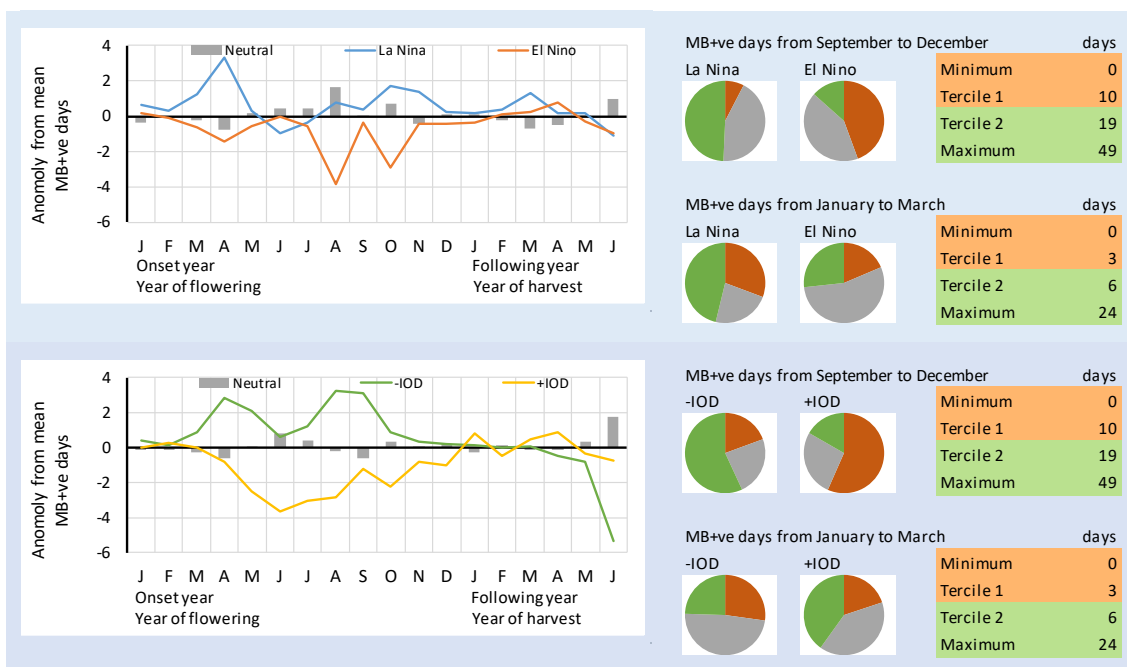 Anomoly from mean
MB+ve days
4
2
0
-2
-4
-6
Neutral La Nina El Nino
J F M A M J J A S O N D J F M A M J
Onset year Following year
Year of flowering Year of harvest
MB+ve days from September to December days
La Nina El Nino
Minimum 0
Tercile 1 10
Tercile 2 19
Maximum 49
MB+ve days from January to March days
La Nina El Nino
Minimum 0
Tercile 1 3
Tercile 2 6
Maximum 24
Anomoly from mean
MB+ve days
4
2
0
-2
-4
-6
Neutral -IOD +IOD
J F M A M J J A S O N D J F M A M J
Onset year Following year
Year of flowering Year of harvest
MB+ve days from September to December days
-IOD +IOD
Minimum 0
Tercile 1 10
Tercile 2 19
Maximum 49
MB+ve days from January to March days
-IOD +IOD
Minimum 0
Tercile 1 3
Tercile 2 6
Maximum 24